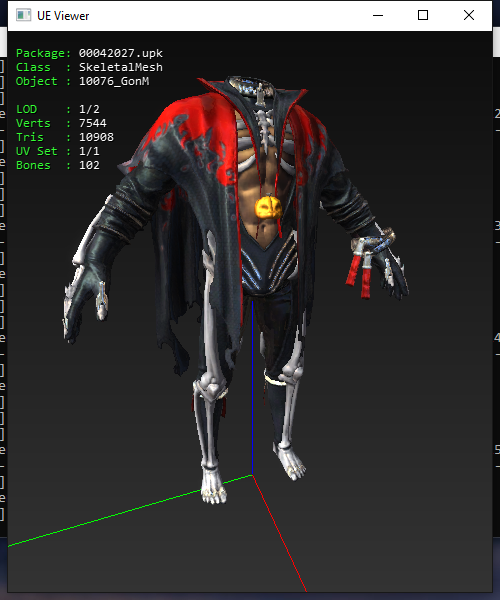 UE Viewer
Package: 00042027.upk
Class : SkeletalMesh
Object : 10076_GonM
LOD : 1/2
Verts : 7544
Tris : 10908
UV Set : 1/1
Bones : 102